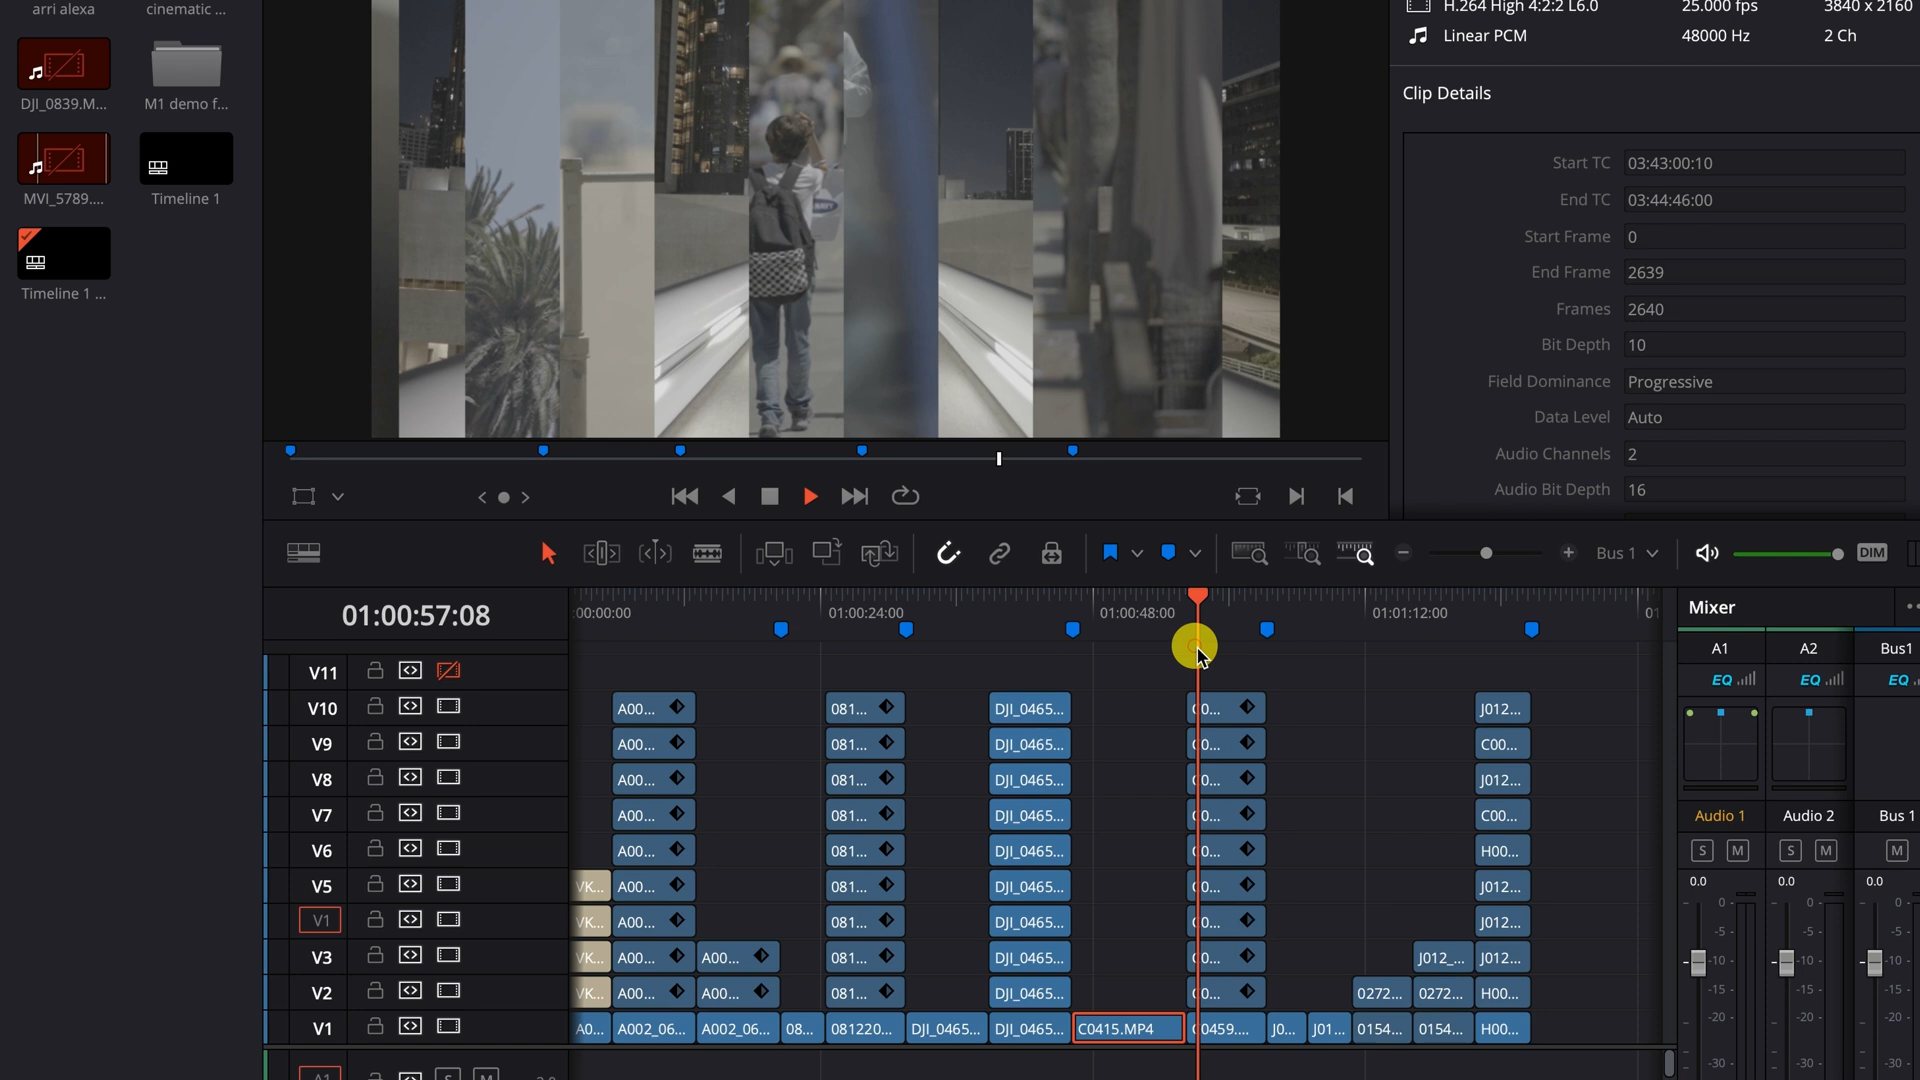 arri alexa
cinematic ...
DJI_0839.M...
M1 demo f...
MVI_5789....
Timeline 1
Timeline 1 ...
H.264 High 4:2:2 L6.0 25.000 fps 3840 x 2160
Linear PCM 48000 Hz 2 Ch
Clip Details
Start TC 03:43:00:10
End TC 03:44:46:00
Start Frame 0
End Frame 2639
Frames 2640
Bit Depth 10
Field Dominance Progressive
Data Level Auto
Audio Channels 2
Audio Bit Depth 16
Bus 1
DIM
01:00:57:08
:00:00:00 01:00:24:00 01:00:48:00 01:01:12:00 01
V11
V10 A00... 081... DJI_0465... C0... J012...
V9 A00... 081... DJI_0465... C0... C00...
V8 A00... 081... DJI_0465... C0... J012...
V7 A00... 081... DJI_0465... C0... C00...
V6 A00... 081... DJI_0465... C0... H00...
V5 VK... A00... 081... DJI_0465... C0... J012...
V1 VK... A00... 081... DJI_0465... C0... J012...
V3 VK... A00... A00... 081... DJI_0465... C0... J012_... J012...
V2 VK... A00... A00... 081... DJI_0465... C0... 0272... 0272... H00...
V1 A0... A002_06... A002_06... 08... 081220... DJI_0465... DJI_0465... C0415.MP4 C0459.... J0... J01... 0154... 0154... H00...
A1 S M 2.0
Mixer
A1 A2 Bus1
EQ EQ EQ
Audio 1 Audio 2 Bus 1
S M S M M
0.0 0.0 0.0
0 0 0
-5 -5 -5
-10 -10 -10
-15 -15 -15
-20 -20 -20
-30 -30 -30